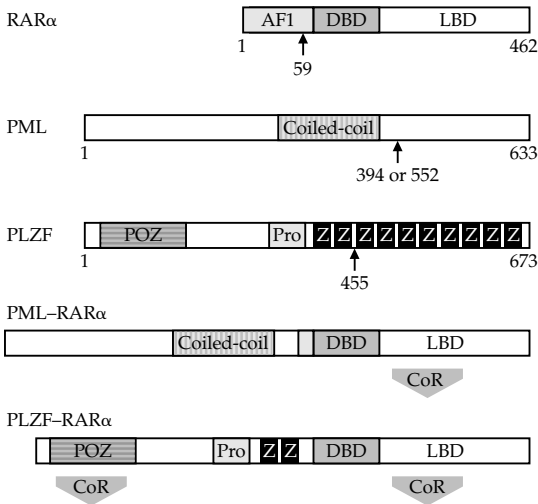 RARα AF1 DBD LBD
1 462
59
PML Coiled-coil
1 633
394 or 552
PLZF POZ Pro Z Z Z Z Z Z Z Z Z Z
1 673
455
PML–RARα
Coiled-coil DBD LBD
CoR
PLZF–RARα
POZ Pro Z Z DBD LBD
CoR CoR